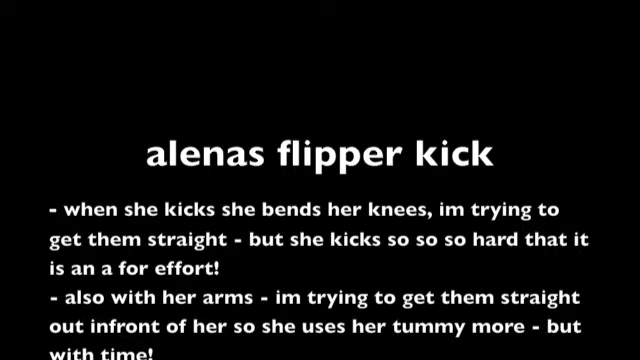 alenas flipper kick
- when she kicks she bends her knees, im trying to
get them straight - but she kicks so so so hard that it
is an a for effort!
- also with her arms - im trying to get them straight
out infront of her so she uses her tummy more - but
with time!